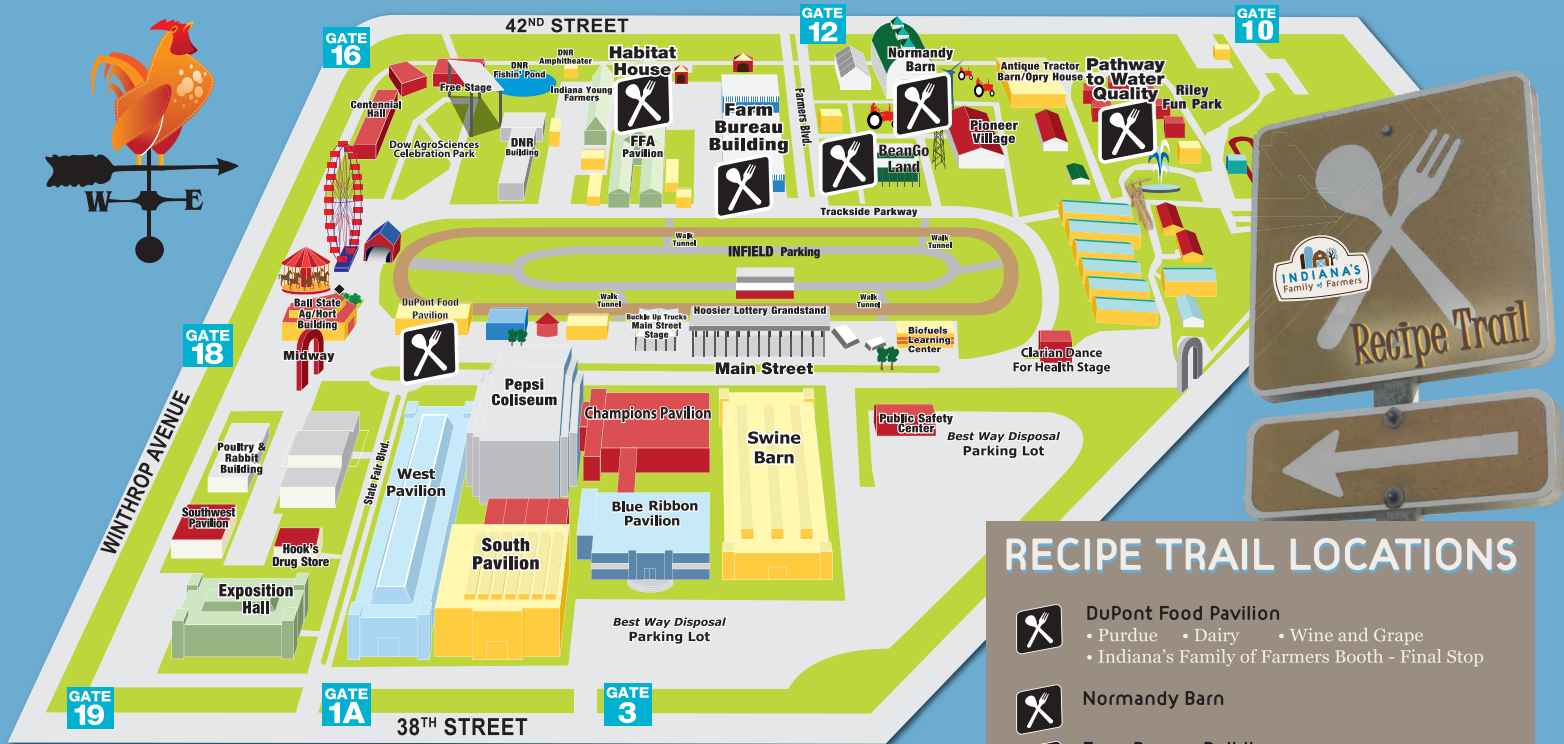 42ND STREET
GATE
16
GATE
12
GATE
10
Habitat
House
DNR
Amphitheater
DNR
Fishin' Pond
Free Stage
Indiana Young
Farmers
Centennial
Hall
Dow AgroSciences
Celebration Park
DNR
Building
FFA
Pavilion
Farm
Bureau
Building
Farmers Blvd.
Normandy
Barn
Antique Tractor
Barn/Opry House
Pathway
to Water
Quality
Riley
Fun Park
Pioneer
Village
BeanGo
Land
W
E
Trackside Parkway
Walk
Tunnel
Walk
Tunnel
INFIELD Parking
Walk
Tunnel
Walk
Tunnel
Ball State
Ag/Hort
Building
DuPont Food
Pavilion
Buckle Up Trucks
Main Street
Stage
Hoosier Lottery Grandstand
Biofuels
Learning
Center
Clarian Dance
For Health Stage
GATE
18
Midway
Main Street
WINTHROP AVENUE
Pepsi
Coliseum
Champions Pavilion
Swine
Barn
Public Safety
Center
Best Way Disposal
Parking Lot
Poultry &
Rabbit
Building
State Fair Blvd.
West
Pavilion
Southwest
Pavilion
Hook's
Drug Store
South
Pavilion
Blue Ribbon
Pavilion
Exposition
Hall
Best Way Disposal
Parking Lot
GATE
19
GATE
1A
GATE
3
38TH STREET
INDIANA'S
Family of Farmers
Recipe Trail
RECIPE TRAIL LOCATIONS
DuPont Food Pavilion
• Purdue • Dairy • Wine and Grape
• Indiana's Family of Farmers Booth - Final Stop
Normandy Barn